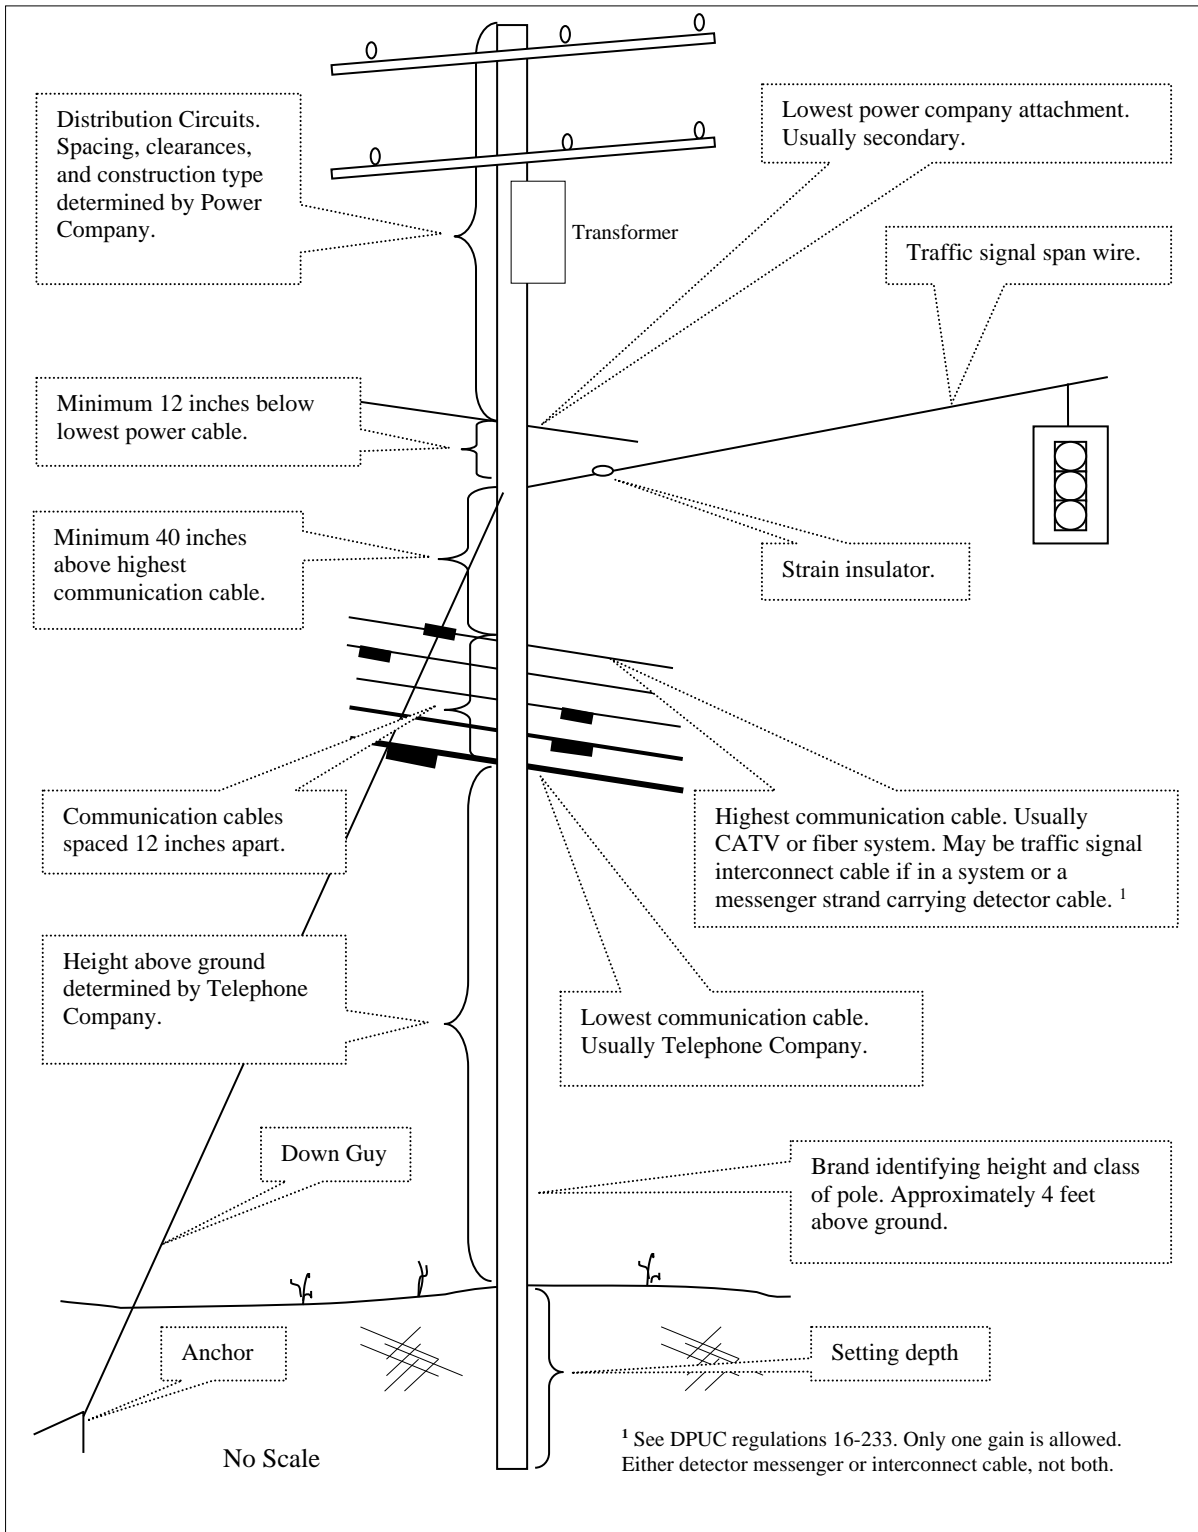 Distribution Circuits.
Spacing, clearances,
and construction type
determined by Power
Company.
Lowest power company attachment.
Usually secondary.
Transformer
Traffic signal span wire.
Minimum 12 inches below
lowest power cable.
Minimum 40 inches
above highest
communication cable.
Strain insulator.
Communication cables
spaced 12 inches apart.
Highest communication cable. Usually
CATV or fiber system. May be traffic signal
interconnect cable if in a system or a
messenger strand carrying detector cable. 1
Height above ground
determined by Telephone
Company.
Lowest communication cable.
Usually Telephone Company.
Down Guy
Brand identifying height and class
of pole. Approximately 4 feet
above ground.
Anchor
Setting depth
No Scale
1 See DPUC regulations 16-233. Only one gain is allowed.
Either detector messenger or interconnect cable, not both.